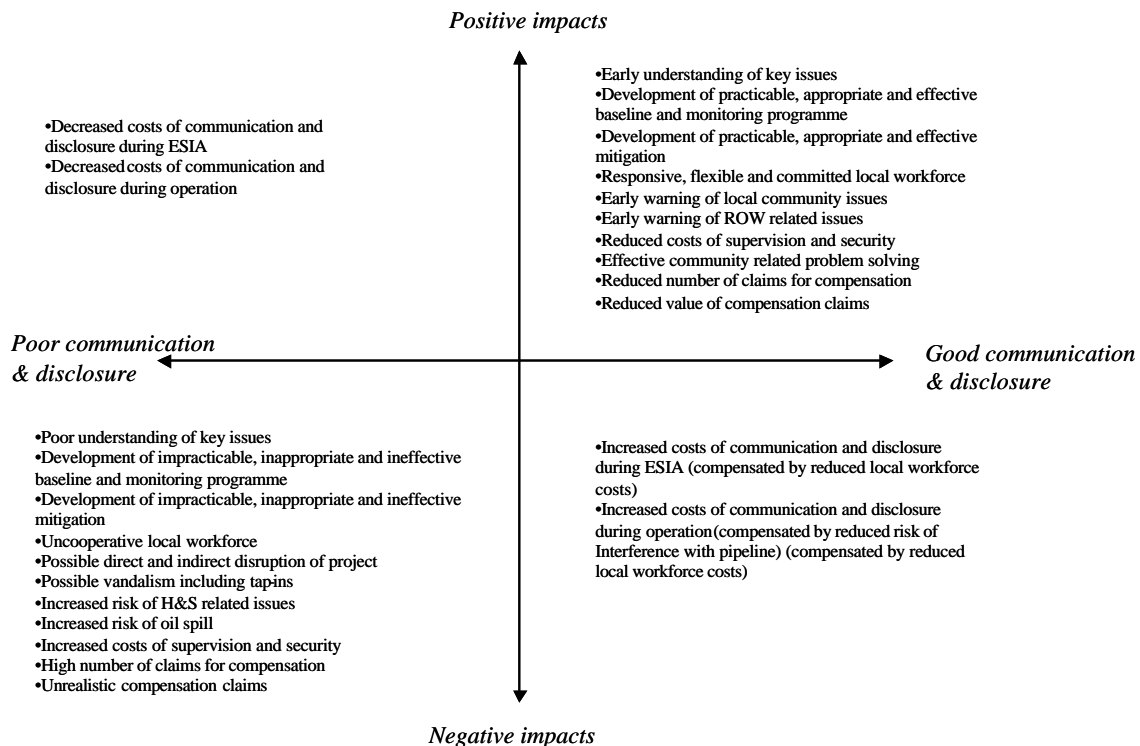 Positive impacts
•Decreased costs of communication and
disclosure during ESIA
•Decreased costs of communication and
disclosure during operation
•Early understanding of key issues
•Development of practicable, appropriate and effective
baseline and monitoring programme
•Development of practicable, appropriate and effective
mitigation
•Responsive, flexible and committed local workforce
•Early warning of local community issues
•Early warning of ROW related issues
•Reduced costs of supervision and security
•Effective community related problem solving
•Reduced number of claims for compensation
•Reduced value of compensation claims
Poor communication
& disclosure
Good communication
& disclosure
•Poor understanding of key issues
•Development of impracticable, inappropriate and ineffective
baseline and monitoring programme
•Development of impracticable, inappropriate and ineffective
mitigation
•Uncooperative local workforce
•Possible direct and indirect disruption of project
•Possible vandalism including tap-ins
•Increased risk of H&S related issues
•Increased risk of oil spill
•Increased costs of supervision and security
•High number of claims for compensation
•Unrealistic compensation claims
•Increased costs of communication and disclosure
during ESIA (compensated by reduced local workforce
costs)
•Increased costs of communication and disclosure
during operation (compensated by reduced risk of
Interference with pipeline) (compensated by reduced
local workforce costs)
Negative impacts